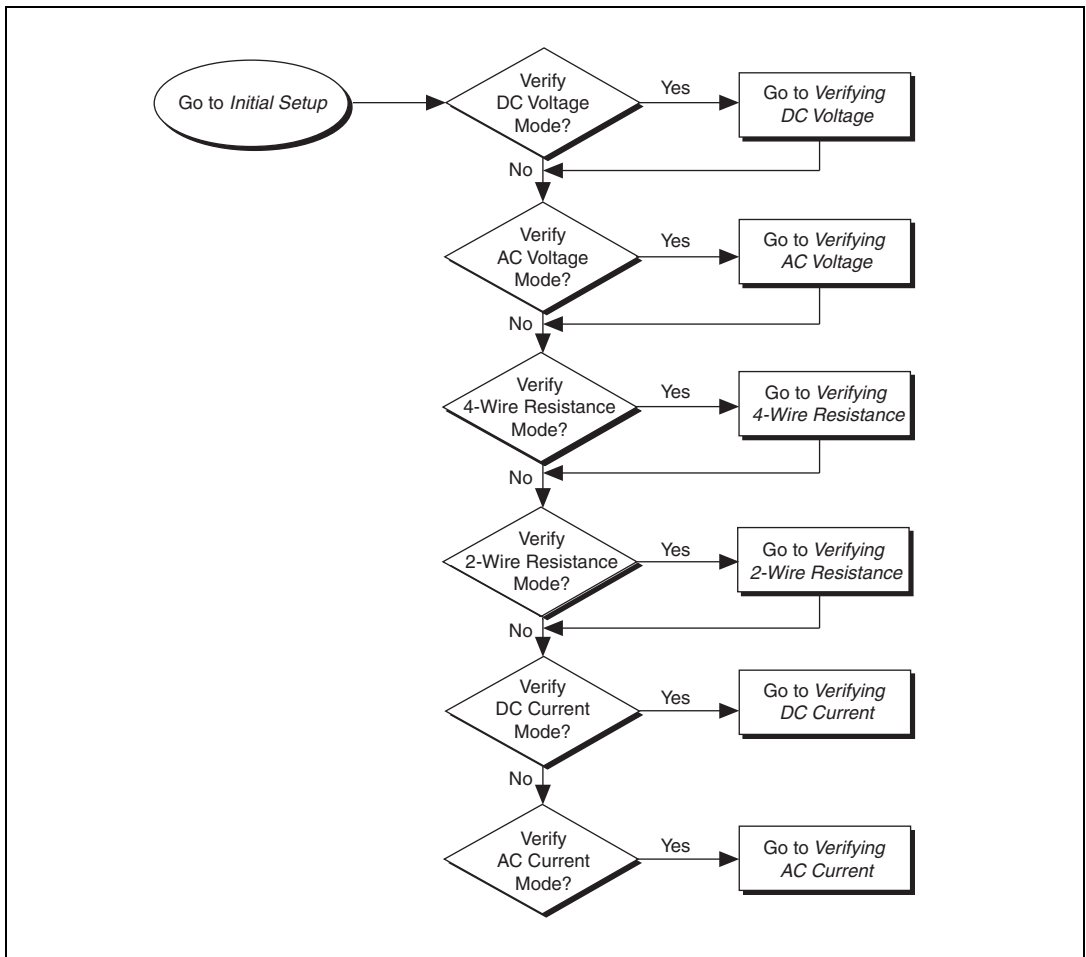 Go to Initial Setup
Verify
DC Voltage
Mode?
Yes
Go to Verifying
DC Voltage
No
Verify
AC Voltage
Mode?
Yes
Go to Verifying
AC Voltage
No
Verify
4-Wire Resistance
Mode?
Yes
Go to Verifying
4-Wire Resistance
No
Verify
2-Wire Resistance
Mode?
Yes
Go to Verifying
2-Wire Resistance
No
Verify
DC Current
Mode?
Yes
Go to Verifying
DC Current
No
Verify
AC Current
Mode?
Yes
Go to Verifying
AC Current